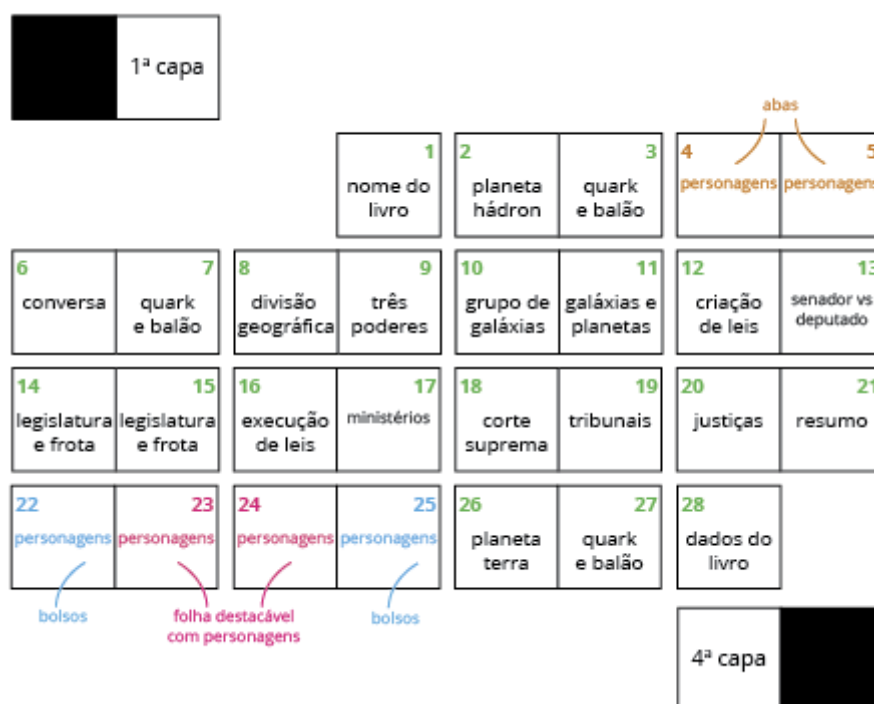 1ª capa
abas
1
nome do
livro
2
planeta
hádron
3
quark
e balão
4
personagens
5
personagens
6
conversa
7
quark
e balão
8
divisão
geográfica
9
três
poderes
10
grupo de
galáxias
11
galáxias e
planetas
12
criação
de leis
13
senador vs
deputado
14
legislatura
e frota
15
legislatura
e frota
16
execução
de leis
17
ministérios
18
corte
suprema
19
tribunais
20
justiças
21
resumo
22
personagens
23
personagens
24
personagens
25
personagens
26
planeta
terra
27
quark
e balão
28
dados do
livro
bolsos
folha destacável
com personagens
bolsos
4ª capa